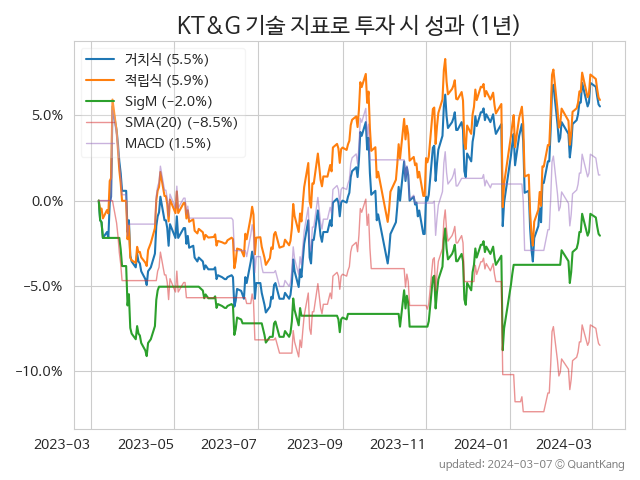 KT&G 기술 지표로 투자 시 성과 (1년)
거치식 (5.5%)
적립식 (5.9%)
SigM (−2.0%)
SMA(20) (−8.5%)
MACD (1.5%)
5.0%
0.0%
−5.0%
−10.0%
2023-03 2023-05 2023-07 2023-09 2023-11 2024-01 2024-03
updated: 2024-03-07 © QuantKang